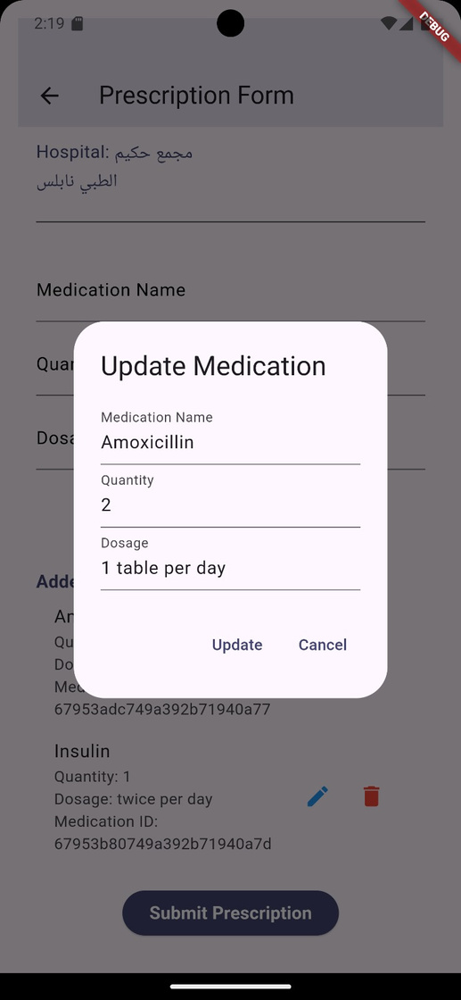 2:19
DEBUG
Prescription Form
Hospital: مجمع حكيم
الطبي نابلس
Medication Name
Update Medication
Medication Name
Amoxicillin
Quantity
2
Dosage
1 table per day
Update Cancel
67953adc749a392b71940a77
Insulin
Quantity: 1
Dosage: twice per day
Medication ID:
67953b80749a392b71940a7d
Submit Prescription